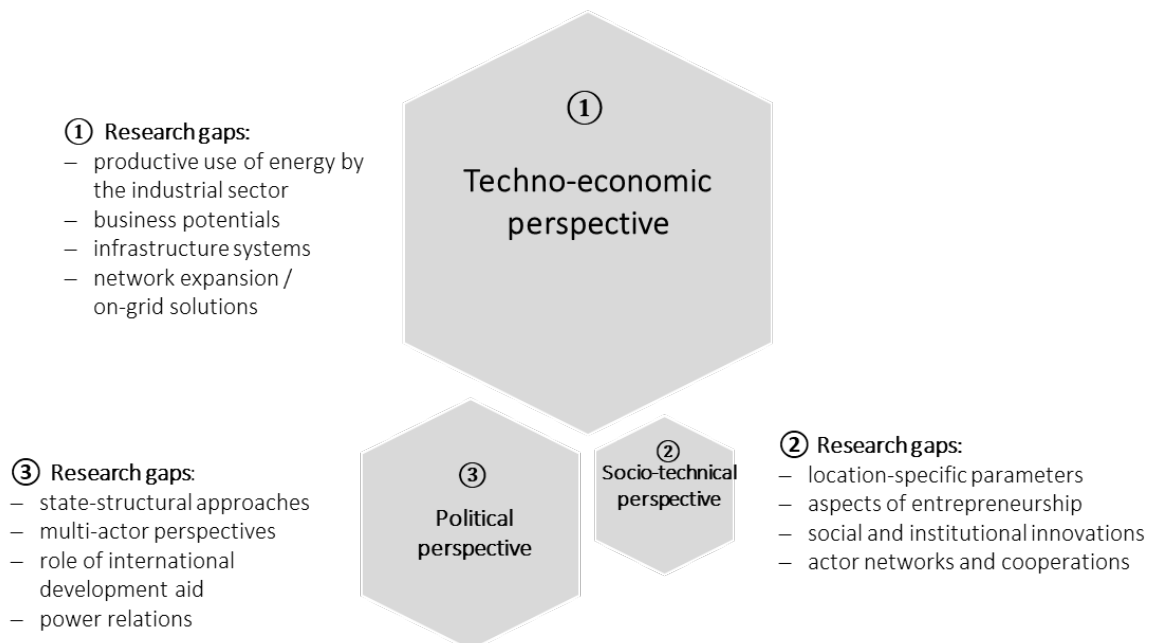 ① Research gaps:
– productive use of energy by
the industrial sector
– business potentials
– infrastructure systems
– network expansion /
on-grid solutions
①
Techno-economic
perspective
③ Research gaps:
– state-structural approaches
– multi-actor perspectives
– role of international
development aid
– power relations
③
Political
perspective
②
Socio-technical
perspective
② Research gaps:
– location-specific parameters
– aspects of entrepreneurship
– social and institutional innovations
– actor networks and cooperations